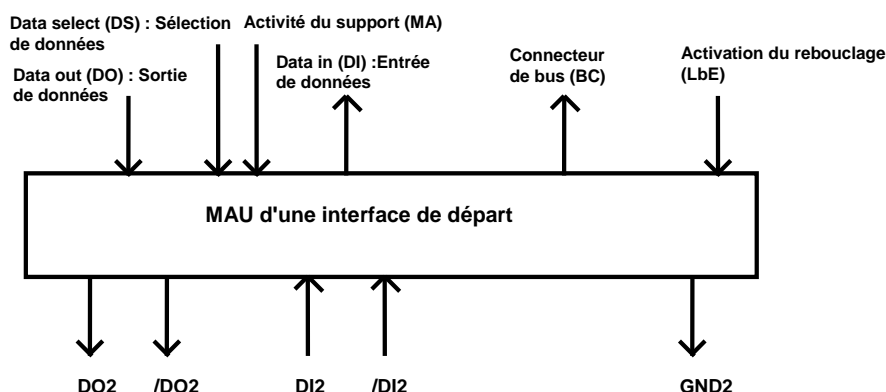 Data select (DS) : Sélection
de données
Activité du support (MA)
Data out (DO) : Sortie
de données
Data in (DI) :Entrée
de données
Connecteur
de bus (BC)
Activation du rebouclage
(LbE)
MAU d'une interface de départ
DO2
/DO2
DI2
/DI2
GND2